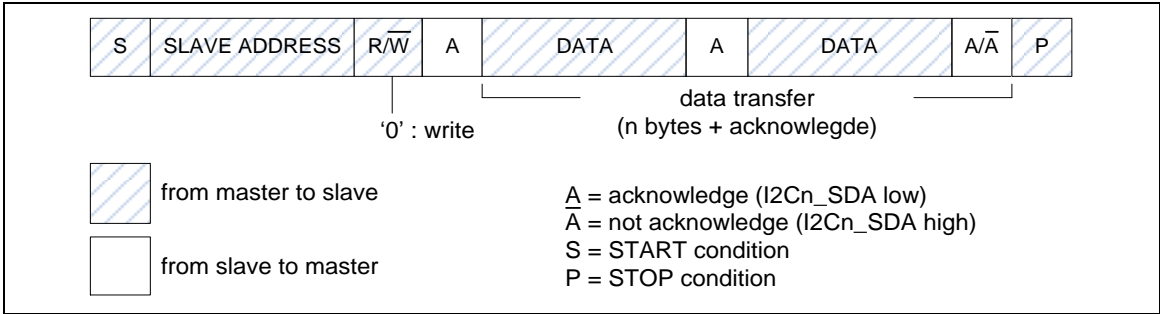 S SLAVE ADDRESS R/W̅ A DATA A DATA A/A̅ P
data transfer
'0' : write
(n bytes + acknowlegde)
from master to slave
A = acknowledge (I2Cn_SDA low)
A̅ = not acknowledge (I2Cn_SDA high)
S = START condition
from slave to master
P = STOP condition